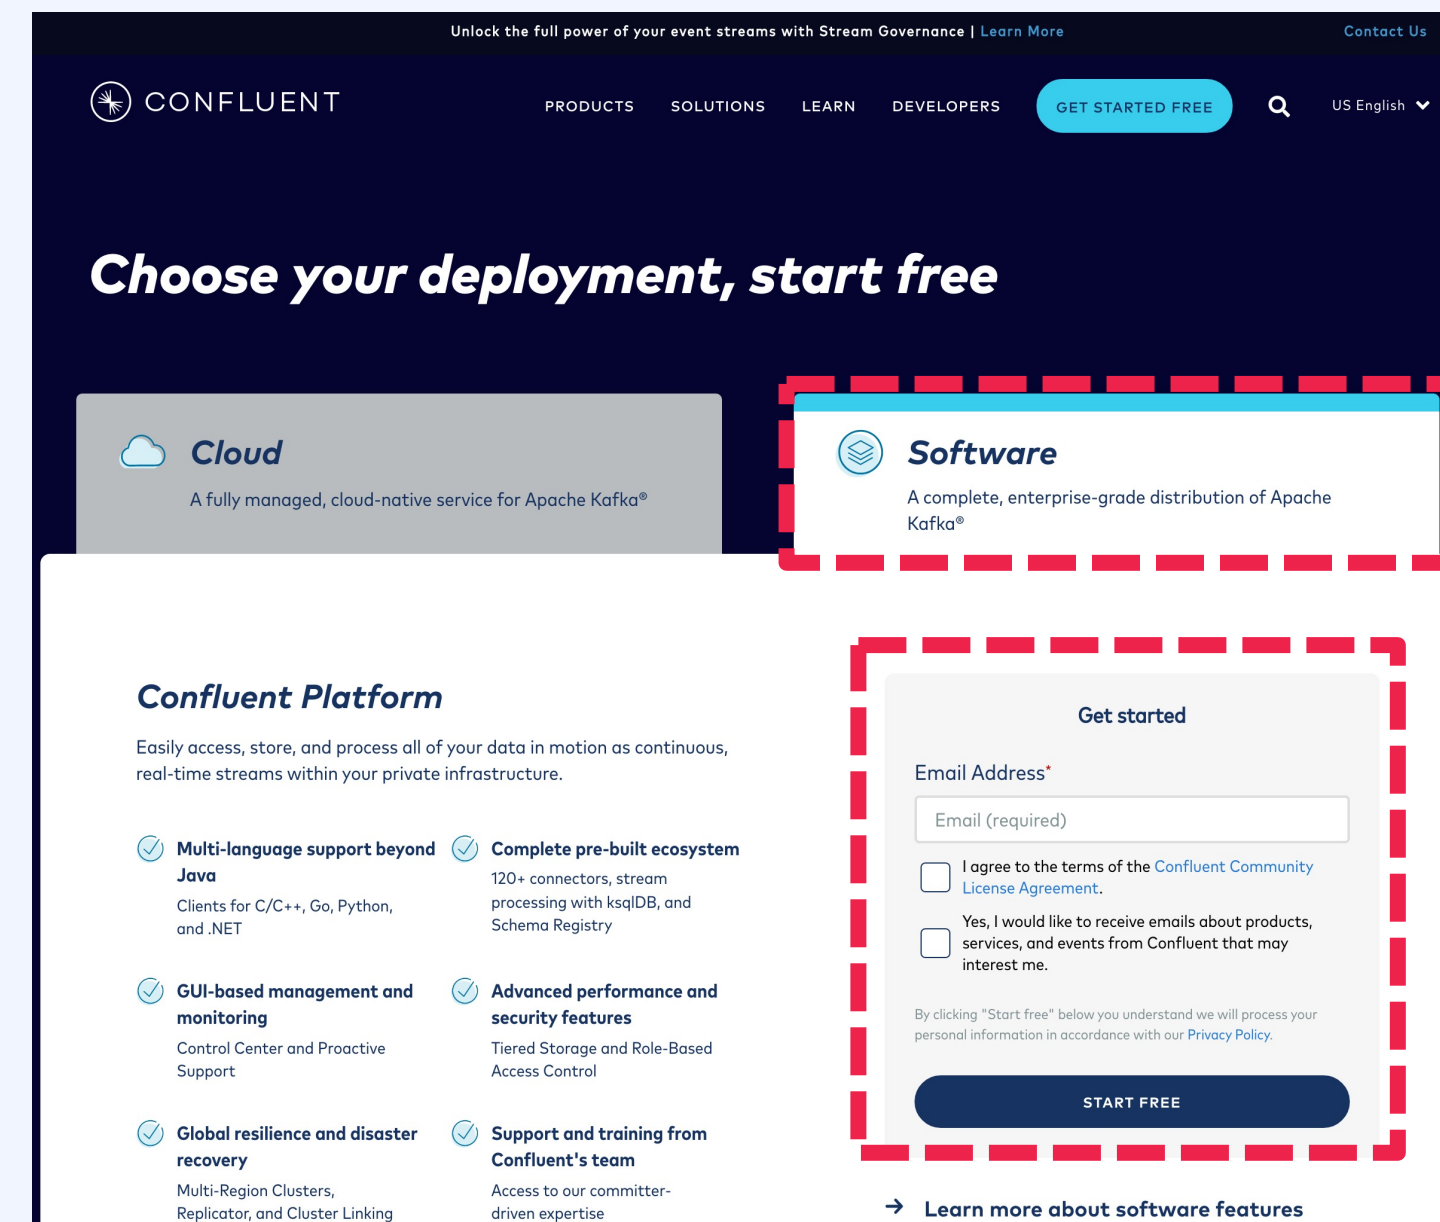 Unlock the full power of your event streams with Stream Governance | Learn More
Contact Us
CONFLUENT
PRODUCTS
SOLUTIONS
LEARN
DEVELOPERS
GET STARTED FREE
US English
Choose your deployment, start free
Cloud
A fully managed, cloud-native service for Apache Kafka®
Software
A complete, enterprise-grade distribution of Apache
Kafka®
Confluent Platform
Easily access, store, and process all of your data in motion as continuous,
real-time streams within your private infrastructure.
Multi-language support beyond
Java
Clients for C/C++, Go, Python,
and .NET
Complete pre-built ecosystem
120+ connectors, stream
processing with ksqlDB, and
Schema Registry
GUI-based management and
monitoring
Control Center and Proactive
Support
Advanced performance and
security features
Tiered Storage and Role-Based
Access Control
Global resilience and disaster
recovery
Multi-Region Clusters,
Replicator, and Cluster Linking
Support and training from
Confluent's team
Access to our committer-
driven expertise
Get started
Email Address*
Email (required)
I agree to the terms of the Confluent Community
License Agreement.
Yes, I would like to receive emails about products,
services, and events from Confluent that may
interest me.
By clicking "Start free" below you understand we will process your
personal information in accordance with our Privacy Policy.
START FREE
Learn more about software features